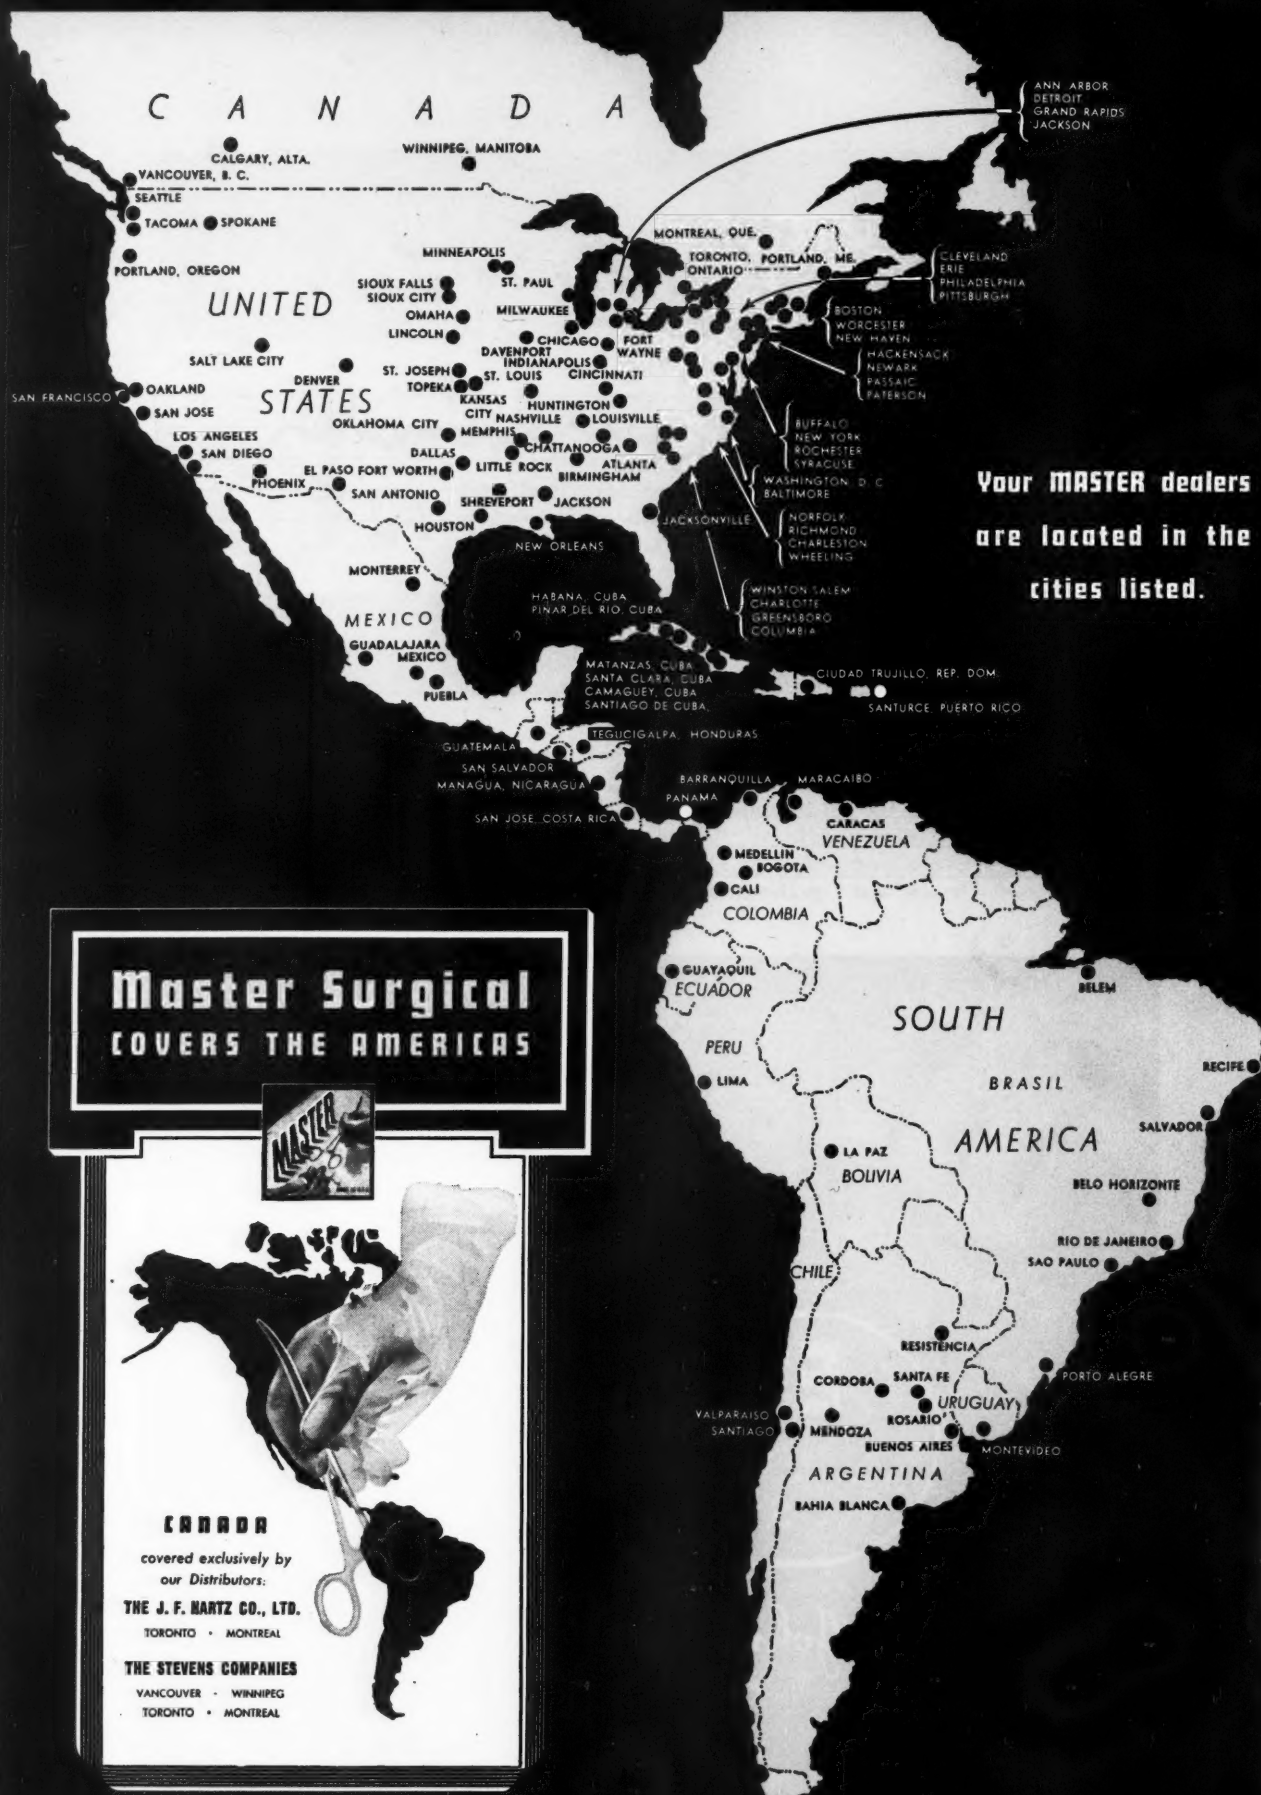 CANADA
ANN ARBOR
DETROIT
GRAND RAPIDS
JACKSON
CALGARY, ALTA.
WINNIPEG, MANITOBA
VANCOUVER, B. C.
SEATTLE
TACOMA
SPOKANE
PORTLAND, OREGON
MONTREAL, QUE.
TORONTO,
ONTARIO
PORTLAND, ME.
CLEVELAND
ERIE
PHILADELPHIA
PITTSBURGH
MINNEAPOLIS
ST. PAUL
SIOUX FALLS
SIOUX CITY
OMAHA
LINCOLN
MILWAUKEE
CHICAGO
FORT
WAYNE
DAVENPORT
INDIANAPOLIS
CINCINNATI
BOSTON
WORCESTER
NEW HAVEN
HACKENSACK
NEWARK
PASSAIC
PATERSON
UNITED
STATES
SALT LAKE CITY
DENVER
ST. JOSEPH
TOPEKA
ST. LOUIS
KANSAS
CITY
HUNTINGTON
SAN FRANCISCO
OAKLAND
SAN JOSE
OKLAHOMA CITY
NASHVILLE
LOUISVILLE
MEMPHIS
CHATTANOOGA
BUFFALO
NEW YORK
ROCHESTER
SYRACUSE
LOS ANGELES
SAN DIEGO
PHOENIX
EL PASO
FORT WORTH
DALLAS
LITTLE ROCK
BIRMINGHAM
ATLANTA
WASHINGTON D. C.
BALTIMORE
SAN ANTONIO
HOUSTON
SHREVEPORT
JACKSON
JACKSONVILLE
NEW ORLEANS
NORFOLK
RICHMOND
CHARLESTON
WHEELING
Your MASTER dealers
are located in the
cities listed.
MONTERREY
MEXICO
GUADALAJARA
MEXICO
PUEBLA
HABANA, CUBA
PINAR DEL RIO, CUBA
WINSTON SALEM
CHARLOTTE
GREENSBORO
COLUMBIA
MATANZAS, CUBA
SANTA CLARA, CUBA
CAMAGUEY, CUBA
SANTIAGO DE CUBA,
CIUDAD TRUJILLO, REP. DOM.
SANTURCE, PUERTO RICO
GUATEMALA
TEGUCIGALPA, HONDURAS
SAN SALVADOR
MANAGUA, NICARAGUA
SAN JOSE, COSTA RICA
PANAMA
BARRANQUILLA
MARACAIBO
CARACAS
VENEZUELA
MEDELLIN
BOGOTA
CALI
COLOMBIA
GUAYAQUIL
ECUADOR
PERU
LIMA
BELEM
SOUTH
AMERICA
BRASIL
RECIFE
SALVADOR
LA PAZ
BOLIVIA
BELO HORIZONTE
RIO DE JANEIRO
SAO PAULO
CHILE
RESISTENCIA
CORDOBA
SANTA FE
URUGUAY
ROSARIO
PORTO ALEGRE
VALPARAISO
SANTIAGO
MENDOZA
BUENOS AIRES
MONTEVIDEO
ARGENTINA
BAHIA BLANCA
Master Surgical
COVERS THE AMERICAS
MASTER
CANADA
covered exclusively by
our Distributors:
THE J. F. HARTZ CO., LTD.
TORONTO • MONTREAL
THE STEVENS COMPANIES
VANCOUVER - WINNIPEG
TORONTO • MONTREAL